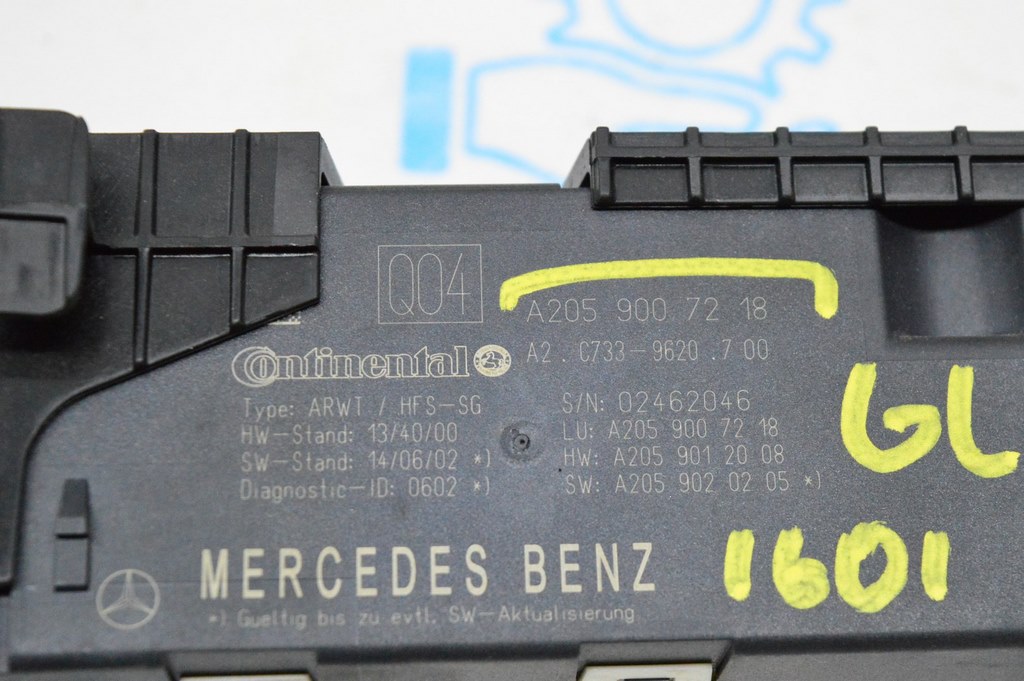 Q04
A205 900 72 18
Continental
A2.C733-9620.700
Type: ARWT / HFS-SG
HW-Stand: 13/40/00
SW-Stand: 14/06/02 *)
Diagnostic-ID: 0602 *)
S/N: 02462046
LU: A205 900 72 18
HW: A205 901 20 08
SW: A205 902 02 05 *)
GL
1601
MERCEDES BENZ
*) Gueltig bis zu evtl. SW-Aktualisierung